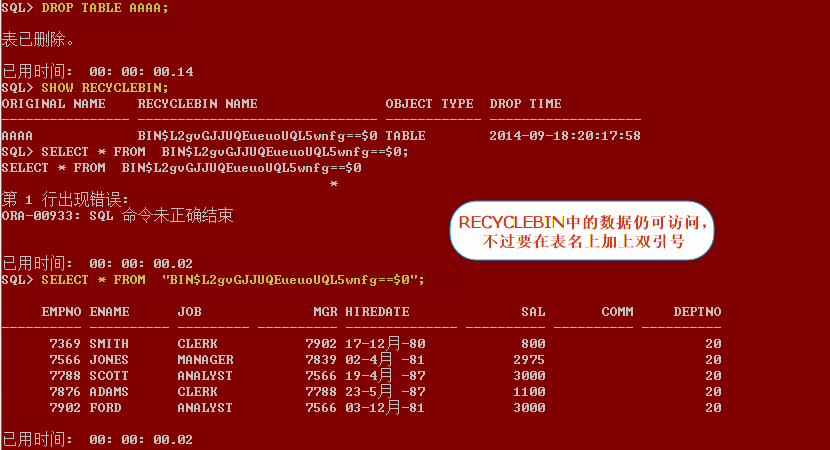 SQL> DROP TABLE AAAA;
表已删除。
已用时间:  00: 00: 00.14
SQL> SHOW RECYCLEBIN;
ORIGINAL NAME    RECYCLEBIN NAME                OBJECT TYPE  DROP TIME
---------------- ------------------------------ ------------ -------------------
AAAA             BIN$L2gvGJJUQEueuoUQL5wnfg==$0 TABLE        2014-09-18:20:17:58
SQL> SELECT * FROM  BIN$L2gvGJJUQEueuoUQL5wnfg==$0;
SELECT * FROM  BIN$L2gvGJJUQEueuoUQL5wnfg==$0
                                         *
第 1 行出现错误:
ORA-00933: SQL 命令未正确结束
RECYCLEBIN中的数据仍可访问，
不过要在表名上加上双引号
已用时间:  00: 00: 00.02
SQL> SELECT * FROM  "BIN$L2gvGJJUQEueuoUQL5wnfg==$0";
     EMPNO ENAME      JOB              MGR HIREDATE              SAL       COMM     DEPTNO
---------- ---------- --------- ---------- -------------- ---------- ---------- ----------
      7369 SMITH      CLERK           7902 17-12月-80            800                    20
      7566 JONES      MANAGER         7839 02-4月 -81           2975                    20
      7788 SCOTT      ANALYST         7566 19-4月 -87           3000                    20
      7876 ADAMS      CLERK           7788 23-5月 -87           1100                    20
      7902 FORD       ANALYST         7566 03-12月-81           3000                    20
已用时间:  00: 00: 00.02